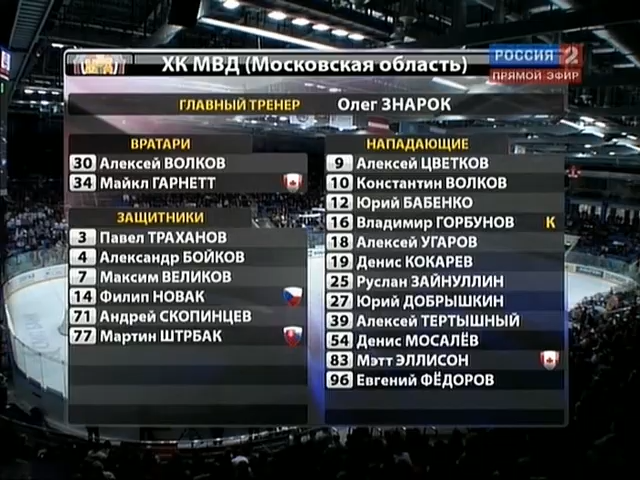 ХК МВД (Московская область)
РОССИЯ 2
ПРЯМОЙ ЭФИР
ГЛАВНЫЙ ТРЕНЕР Олег ЗНАРОК
ВРАТАРИ
30 Алексей ВОЛКОВ
34 Майкл ГАРНЕТТ
ЗАЩИТНИКИ
3 Павел ТРАХАНОВ
4 Александр БОЙКОВ
7 Максим ВЕЛИКОВ
14 Филип НОВАК
71 Андрей СКОПИНЦЕВ
77 Мартин ШТРБАК
НАПАДАЮЩИЕ
9 Алексей ЦВЕТКОВ
10 Константин ВОЛКОВ
12 Юрий БАБЕНКО
16 Владимир ГОРБУНОВ К
18 Алексей УГАРОВ
19 Денис КОКАРЕВ
25 Руслан ЗАЙНУЛЛИН
27 Юрий ДОБРЫШКИН
39 Алексей ТЕРТЫШНЫЙ
54 Денис МОСАЛЁВ
83 Мэтт ЭЛЛИСОН
96 Евгений ФЁДОРОВ